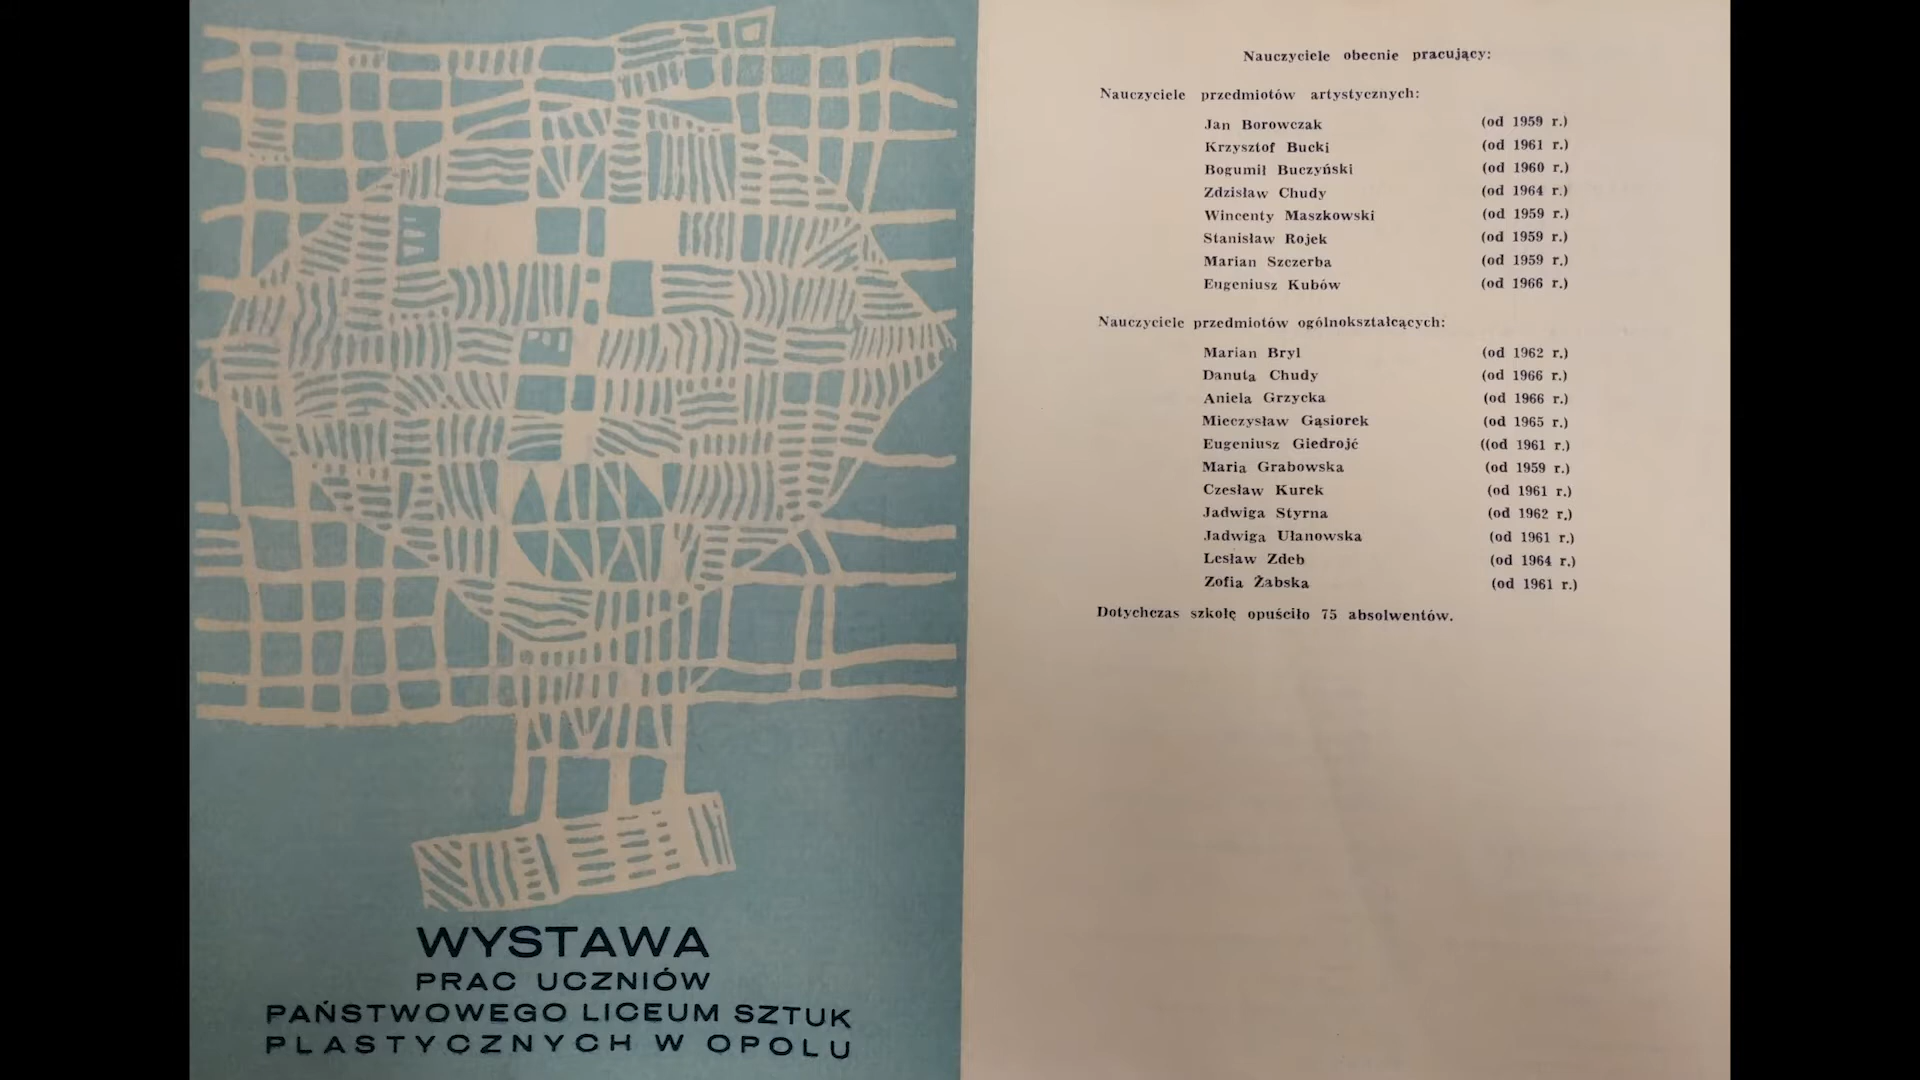 WYSTAWA
PRAC UCZNIÓW
PAŃSTWOWEGO LICEUM SZTUK
PLASTYCZNYCH W OPOLU
Nauczyciele obecnie pracujący:
Nauczyciele przedmiotów artystycznych:
Jan Borowczak (od 1959 r.)
Krzysztof Bucki (od 1961 r.)
Bogumił Buczyński (od 1960 r.)
Zdzisław Chudy (od 1964 r.)
Wincenty Maszkowski (od 1959 r.)
Stanisław Rojek (od 1959 r.)
Marian Szczerba (od 1959 r.)
Eugeniusz Kubów (od 1966 r.)
Nauczyciele przedmiotów ogólnokształcących:
Marian Bryl (od 1962 r.)
Danuta Chudy (od 1966 r.)
Aniela Grzycka (od 1966 r.)
Mieczysław Gąsiorek (od 1965 r.)
Eugeniusz Giedrojć ((od 1961 r.)
Maria Grabowska (od 1959 r.)
Czesław Kurek (od 1961 r.)
Jadwiga Styrna (od 1962 r.)
Jadwiga Ułanowska (od 1961 r.)
Lesław Zdeb (od 1964 r.)
Zofia Żabska (od 1961 r.)
Dotychczas szkołę opuściło 75 absolwentów.